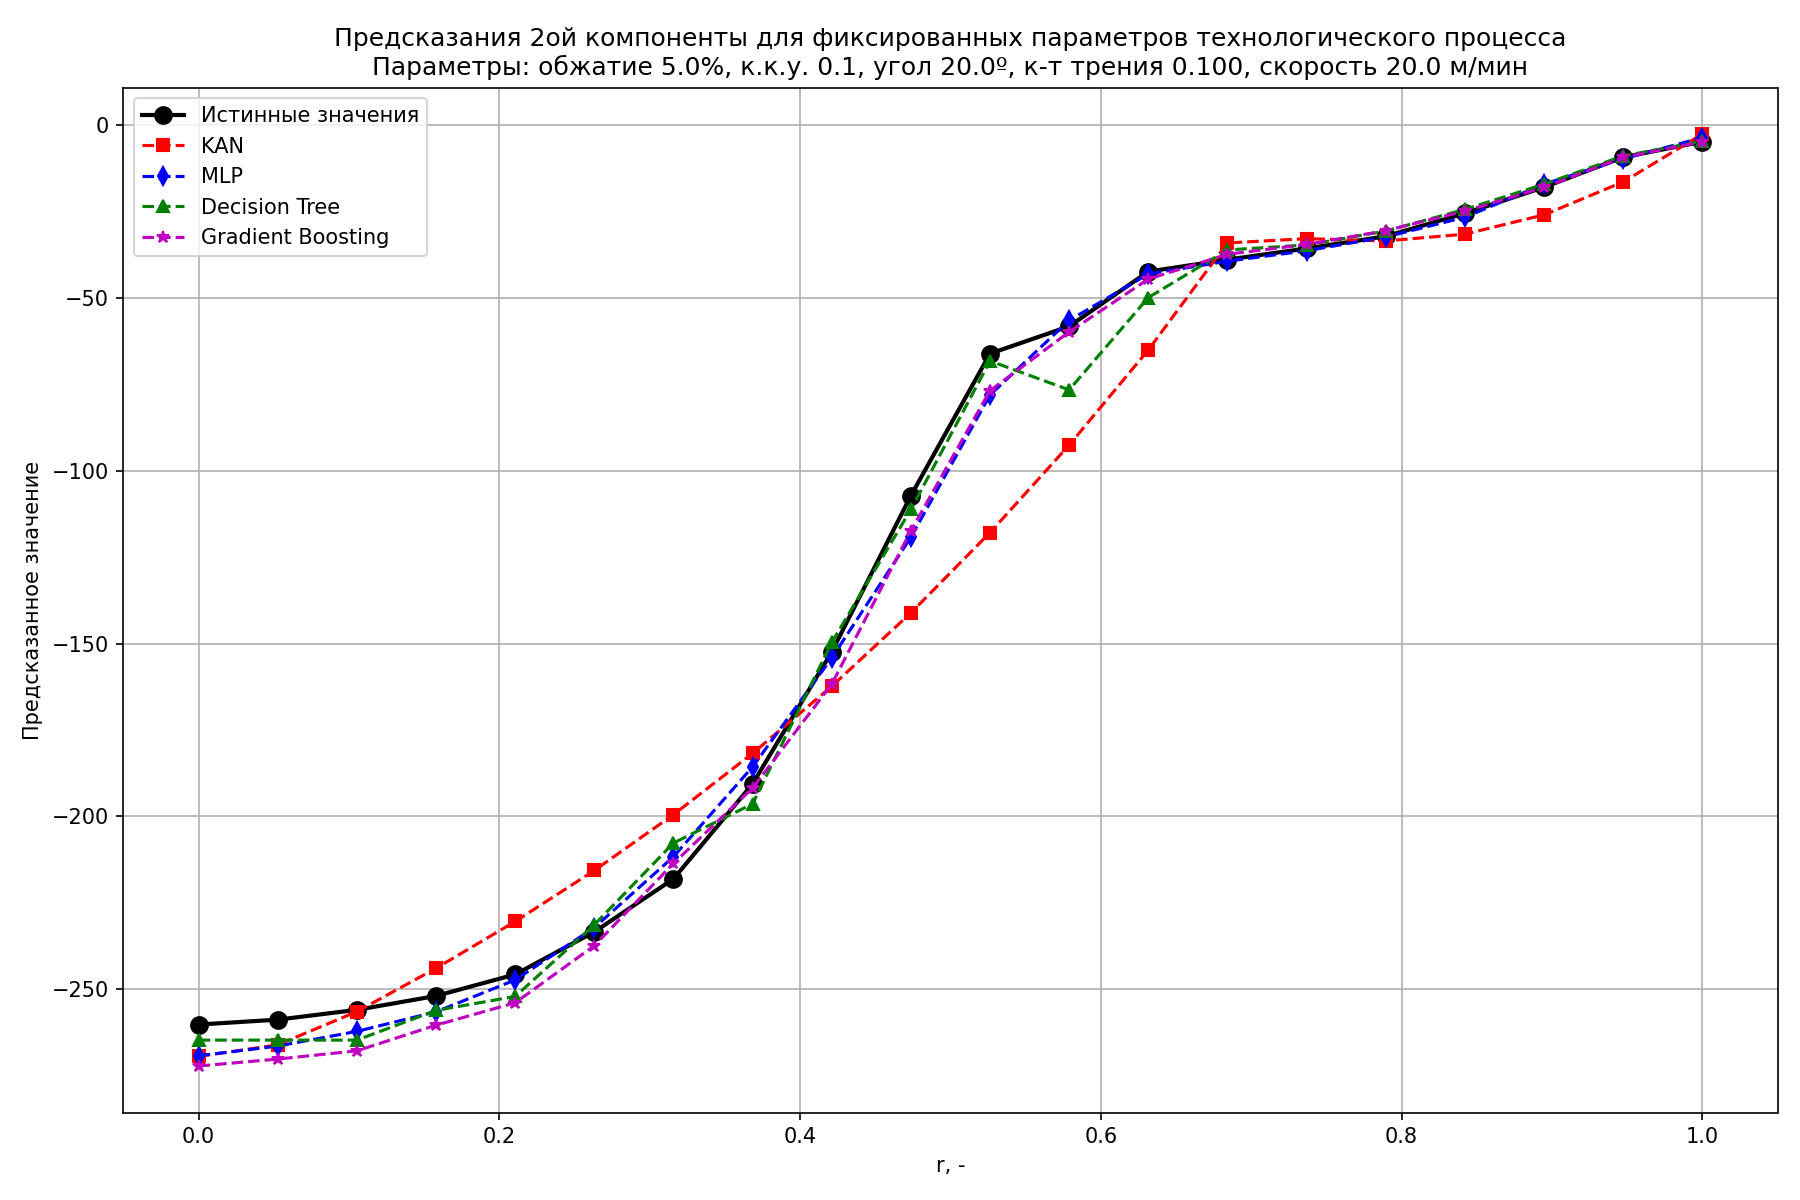 Предсказания 2ой компоненты для фиксированных параметров технологического процесса
Параметры: обжатие 5.0%, к.к.у. 0.1, угол 20.0º, к-т трения 0.100, скорость 20.0 м/мин
Истинные значения
KAN
MLP
Decision Tree
Gradient Boosting
Предсказанное значение
0
−50
−100
−150
−200
−250
0.0 0.2 0.4 0.6 0.8 1.0
r, -